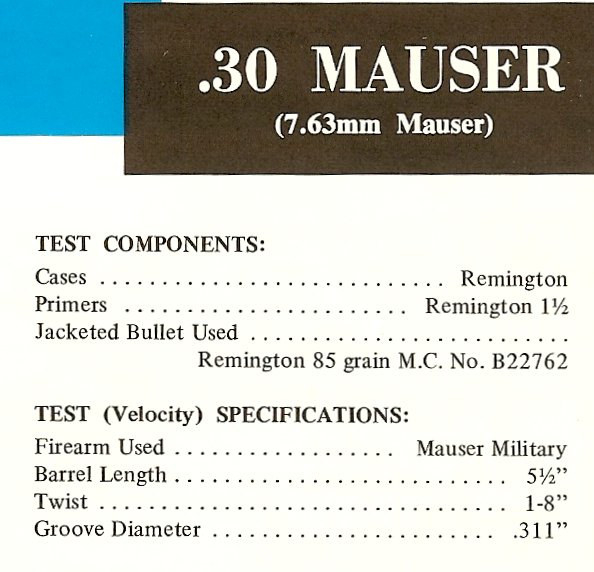 .30 MAUSER
(7.63mm Mauser)
TEST COMPONENTS:
Cases ............................. Remington
Primers ........................ Remington 1½
Jacketed Bullet Used ...........................
Remington 85 grain M.C. No. B22762
TEST (Velocity) SPECIFICATIONS:
Firearm Used ................... Mauser Military
Barrel Length ............................ 5½”
Twist ................................... 1-8”
Groove Diameter ........................ .311”